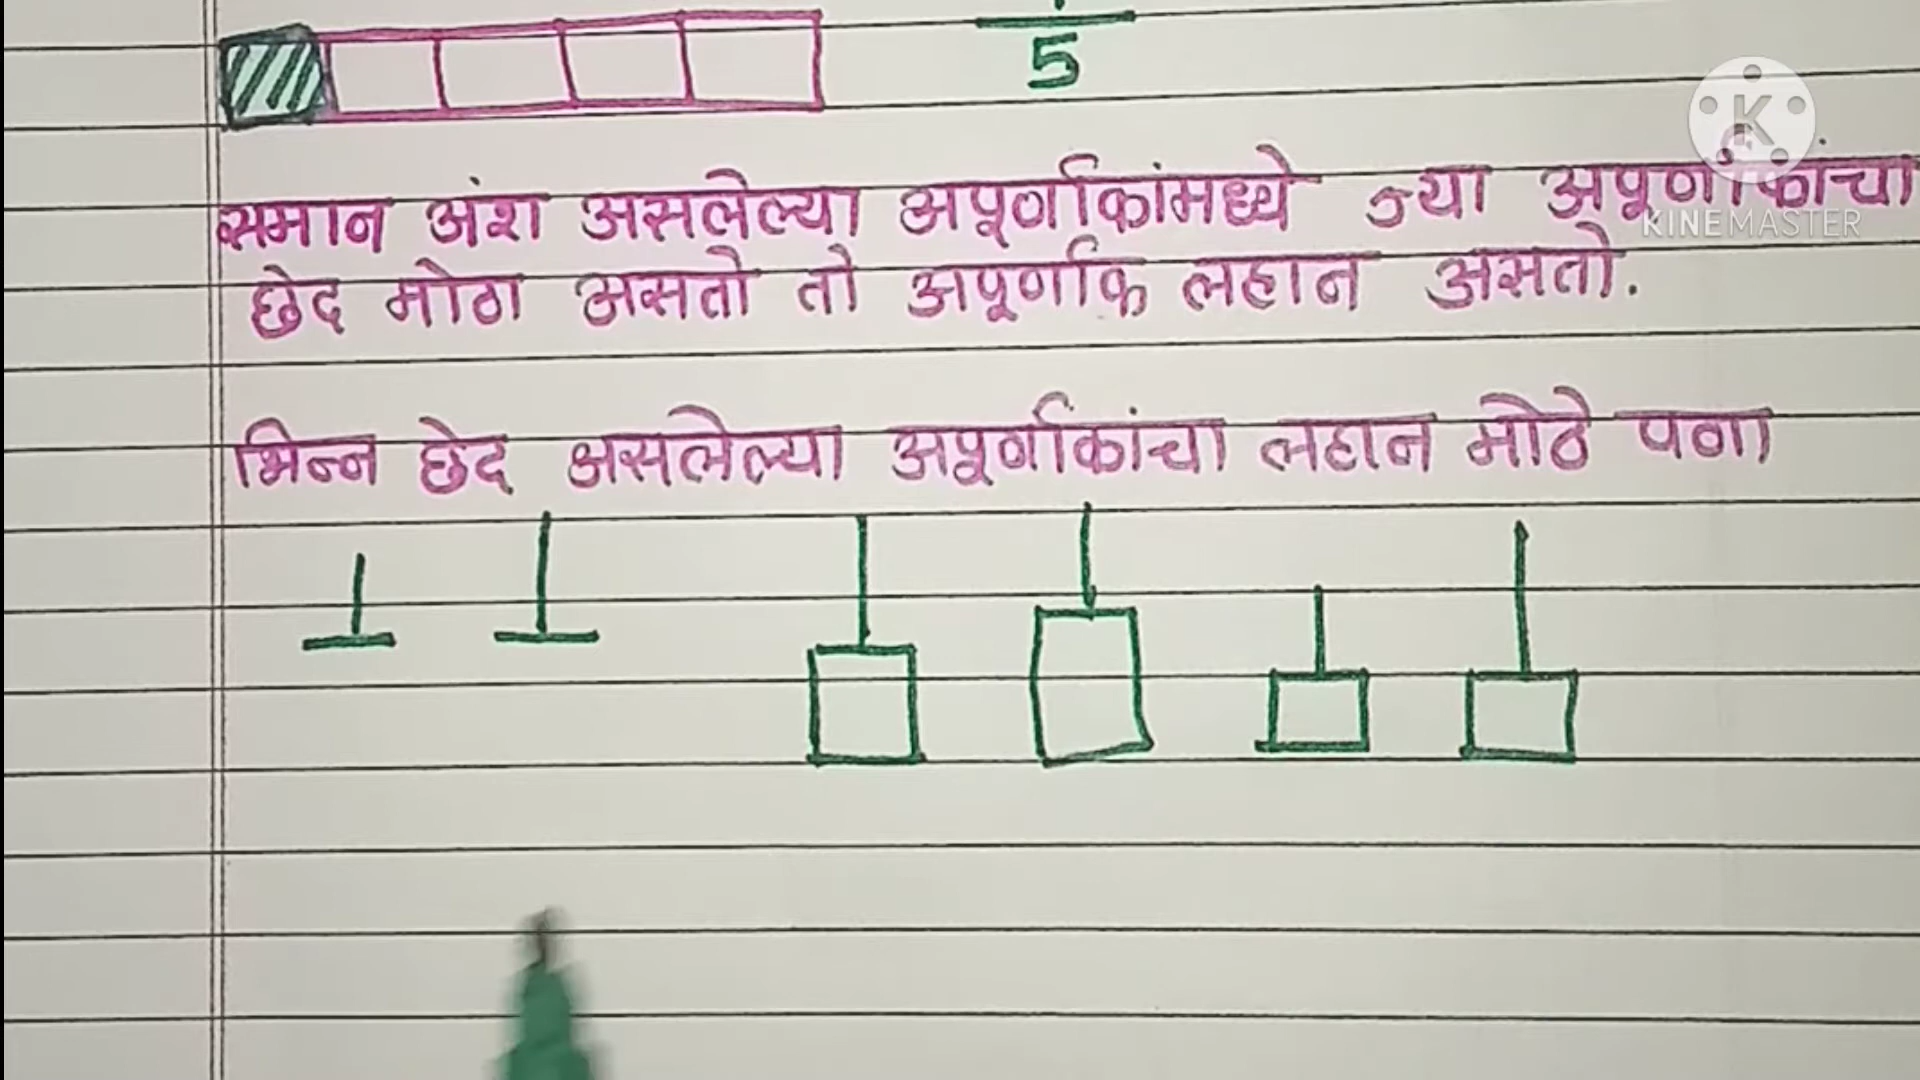 5
समान अंश असलेल्या अपूर्णाकांमध्ये ज्या अपूर्णाकांचा
छेद मोठा असतो तो अपूर्णाक लहान असतो.
भिन्न छेद असलेल्या अपूर्णाकांचा लहान मोठे पणा
K
KINEMASTER